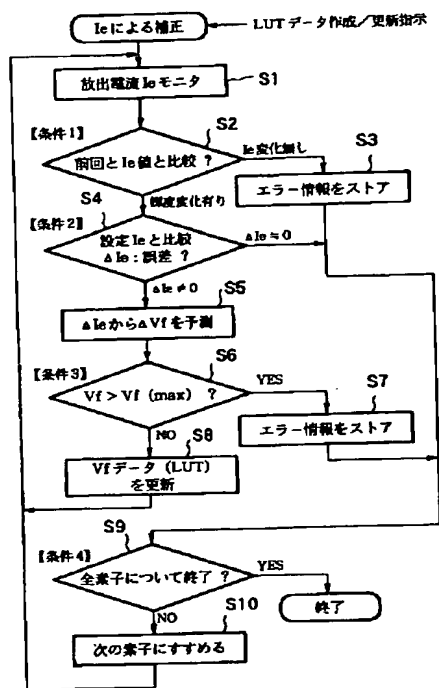 Ieによる補正
LUTデータ作成／更新指示
放出電流Ieモニタ
S1
【条件1】
S2
前回とIe値と比較 ?
Ie変化無し
S3
エラー情報をストア
輝度変化有り
S4
【条件2】
設定Ieと比較
ΔIe：誤差 ?
ΔIe≒0
ΔIe≠0
S5
ΔIeからΔVfを予測
S6
【条件3】
Vf > Vf (max) ?
YES
S7
エラー情報をストア
NO
S8
Vfデータ (LUT)
を更新
S9
【条件4】
全素子について終了 ?
YES
終了
NO
S10
次の素子にすすめる